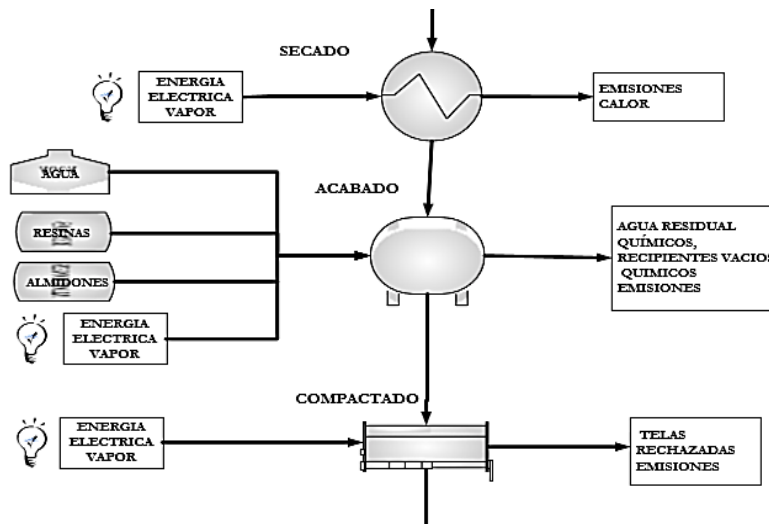 SECADO
ENERGIA
ELECTRICA
VAPOR
EMISIONES
CALOR
AGUA
ACABADO
RESINAS
ALMIDONES
ENERGIA
ELECTRICA
VAPOR
AGUA RESIDUAL
QUÍMICOS,
RECIPIENTES VACIOS
QUIMICOS
EMISIONES
COMPACTADO
ENERGIA
ELECTRICA
VAPOR
TELAS
RECHAZADAS
EMISIONES